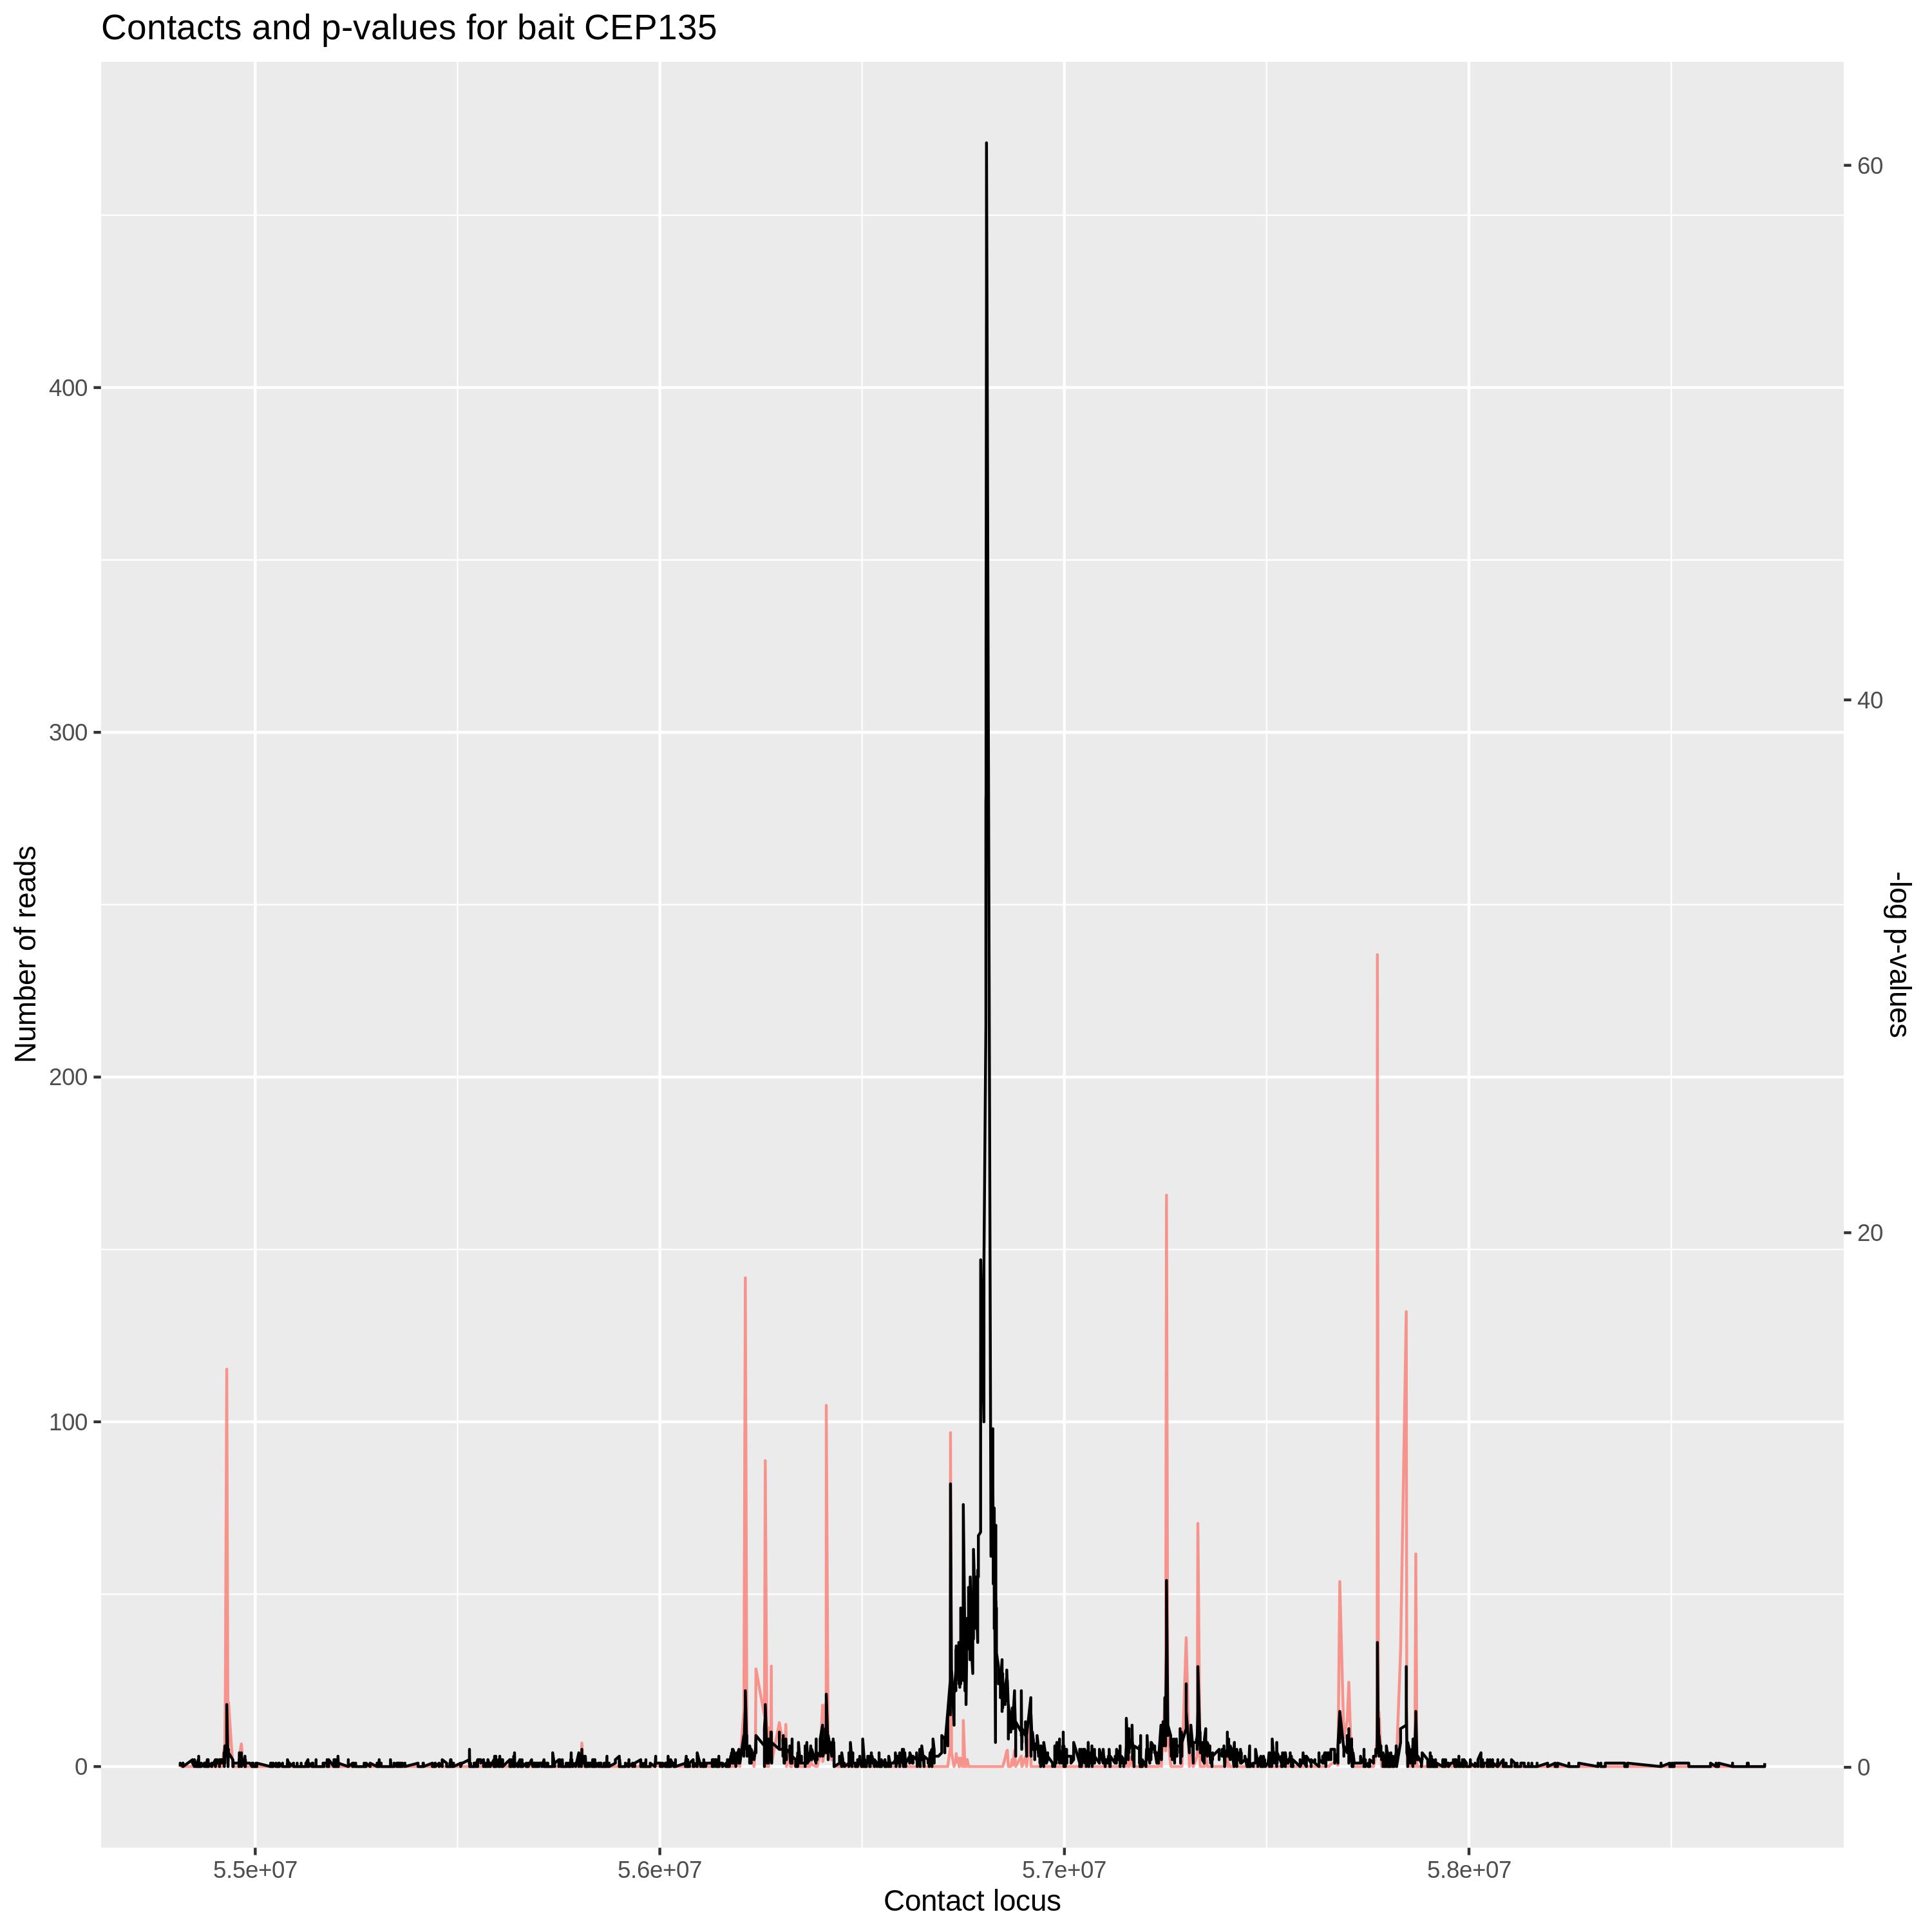 Contacts and p-values for bait CEP135
400
300
200
100
0
60
40
20
0
Number of reads
-log p-values
5.5e+07
5.6e+07
5.7e+07
5.8e+07
Contact locus